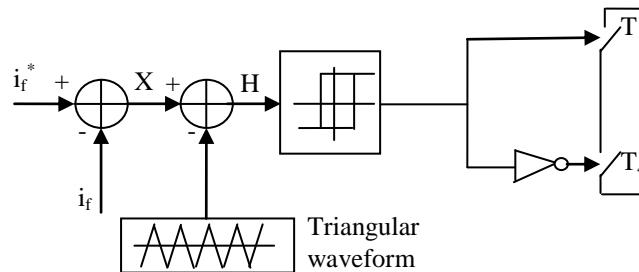 i_f* + X + H T
- -
i_f
Triangular
waveform